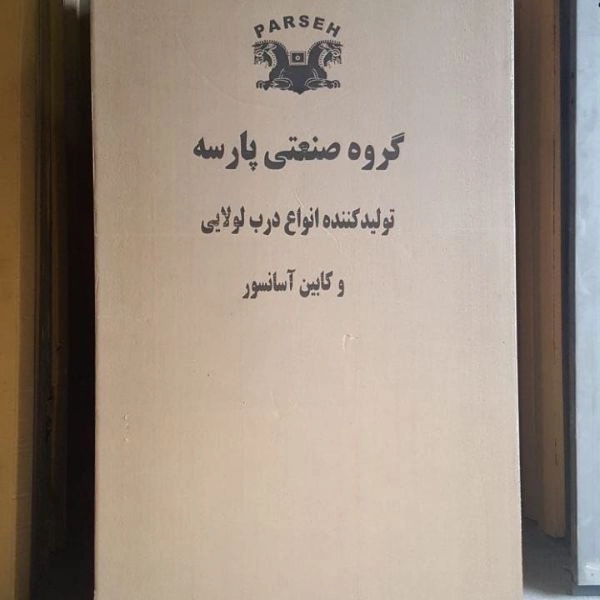 PARSEH
گروه صنعتی پارسه
تولیدکننده انواع درب لولایی
و کابین آسانسور